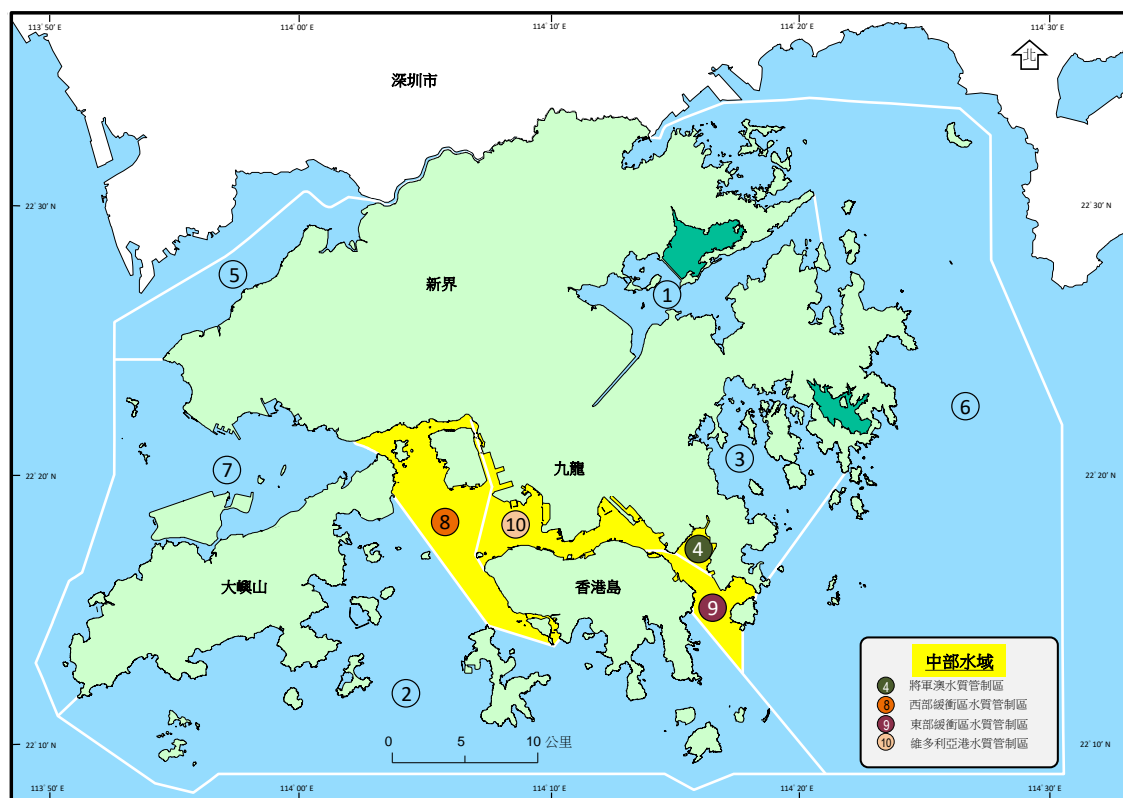 113° 50' E
114° 00' E
114° 10' E
114° 20' E
114° 30' E
北
深圳市
22° 30' N
22° 30' N
5
新界
1
6
3
22° 20' N
22° 20' N
7
九龍
8
10
4
大嶼山
香港島
9
2
中部水域
4 將軍澳水質管制區
8 西部緩衝區水質管制區
9 東部緩衝區水質管制區
10 維多利亞港水質管制區
0 5 10 公里
22° 10' N
22° 10' N
113° 50' E
114° 00' E
114° 10' E
114° 20' E
114° 30' E